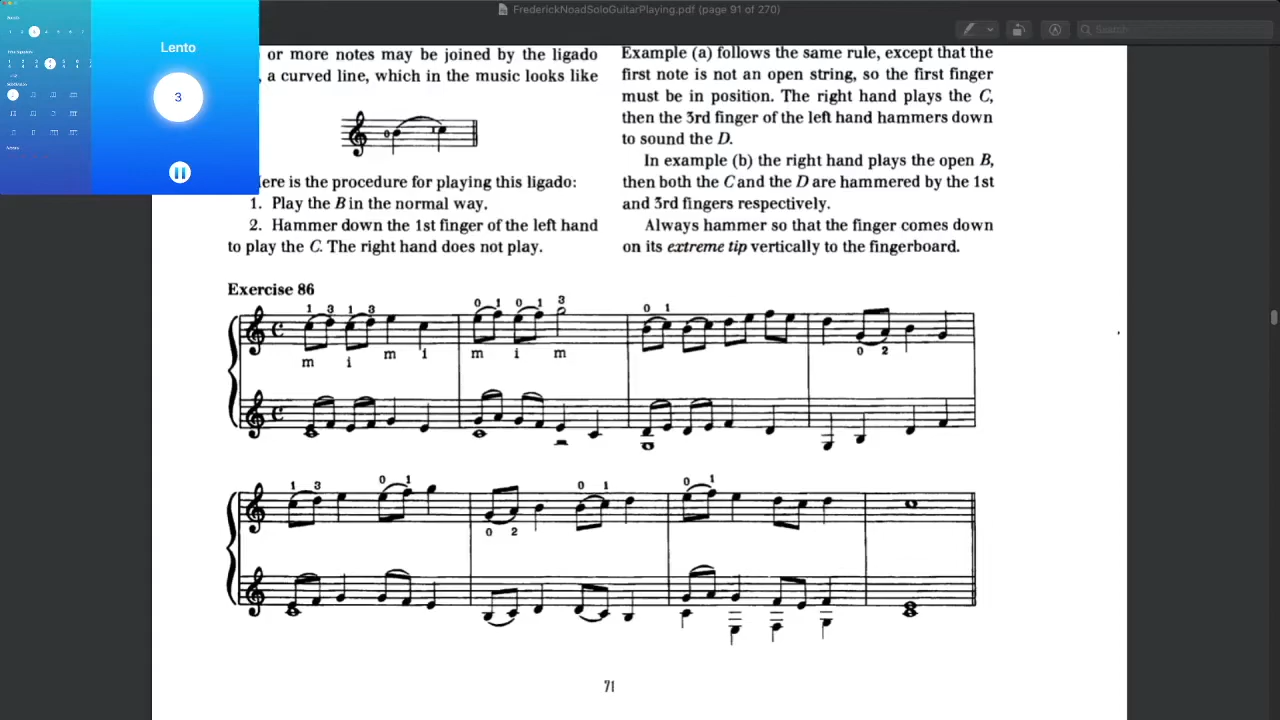 FrederickNoadSoloGuitarPlaying.pdf (page 91 of 270)
Search
Lento
3
or more notes may be joined by the ligado
, a curved line, which in the music looks like
0 1
ere is the procedure for playing this ligado:
1. Play the B in the normal way.
2. Hammer down the 1st finger of the left hand
to play the C. The right hand does not play.
Example (a) follows the same rule, except that the
first note is not an open string, so the first finger
must be in position. The right hand plays the C,
then the 3rd finger of the left hand hammers down
to sound the D.
In example (b) the right hand plays the open B,
then both the C and the D are hammered by the 1st
and 3rd fingers respectively.
Always hammer so that the finger comes down
on its extreme tip vertically to the fingerboard.
Exercise 86
1 3 1 3 0 1 0 1 3 0 1
m i m i m i m 0 2
1 3 0 1 0 1 0 1
0 2
71